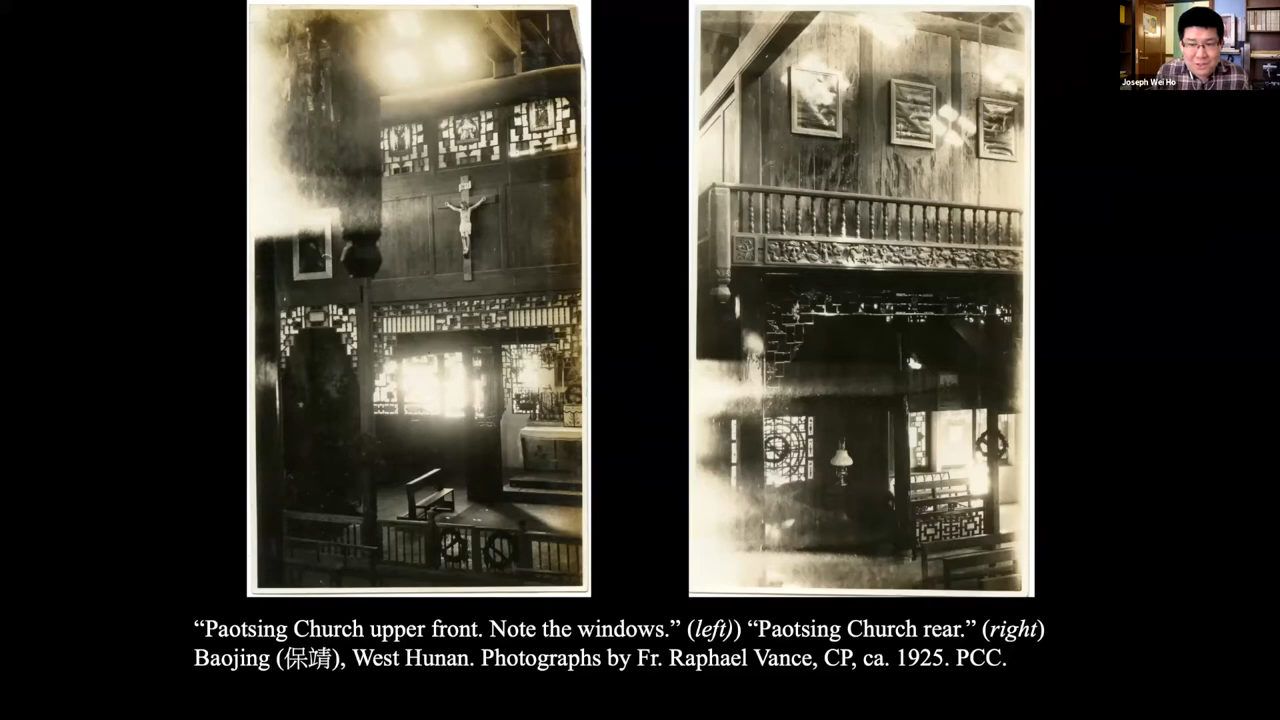 Joseph Wei Ho
“Paotsing Church upper front. Note the windows.” (left)) “Paotsing Church rear.” (right)
Baojing (保靖), West Hunan. Photographs by Fr. Raphael Vance, CP, ca. 1925. PCC.